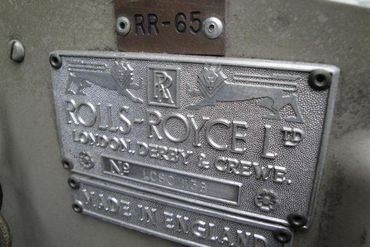 RR-65
RR
ROLLS-ROYCE LTD
LONDON, DERBY & CREWE.
No
MADE IN ENGLAND